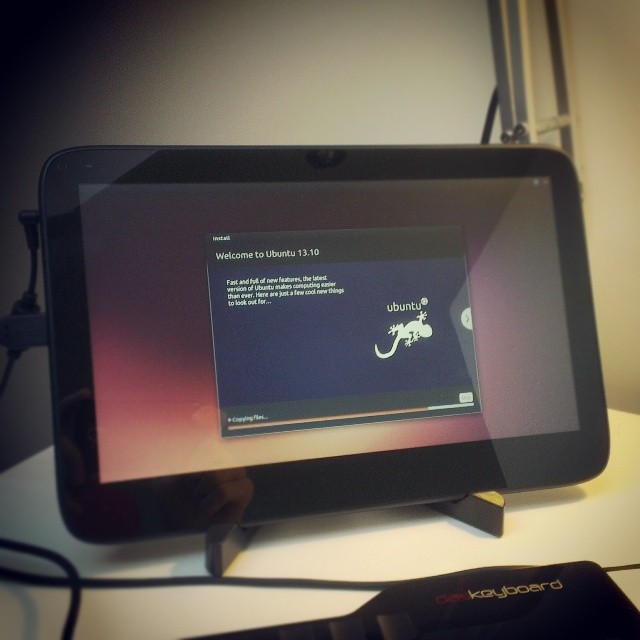 Install
Welcome to Ubuntu 13.10
Fast and full of new features, the latest
version of Ubuntu makes computing easier
than ever. Here are just a few cool new things
to look out for...
ubuntu
Copying files...
daskeyboard